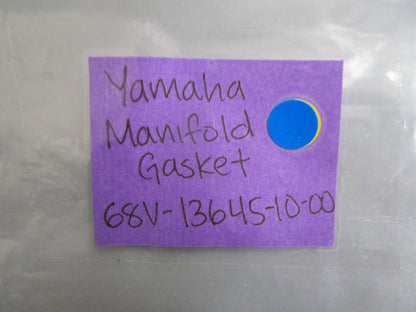 Yamaha
Manifold
Gasket
68V-13645-10-00